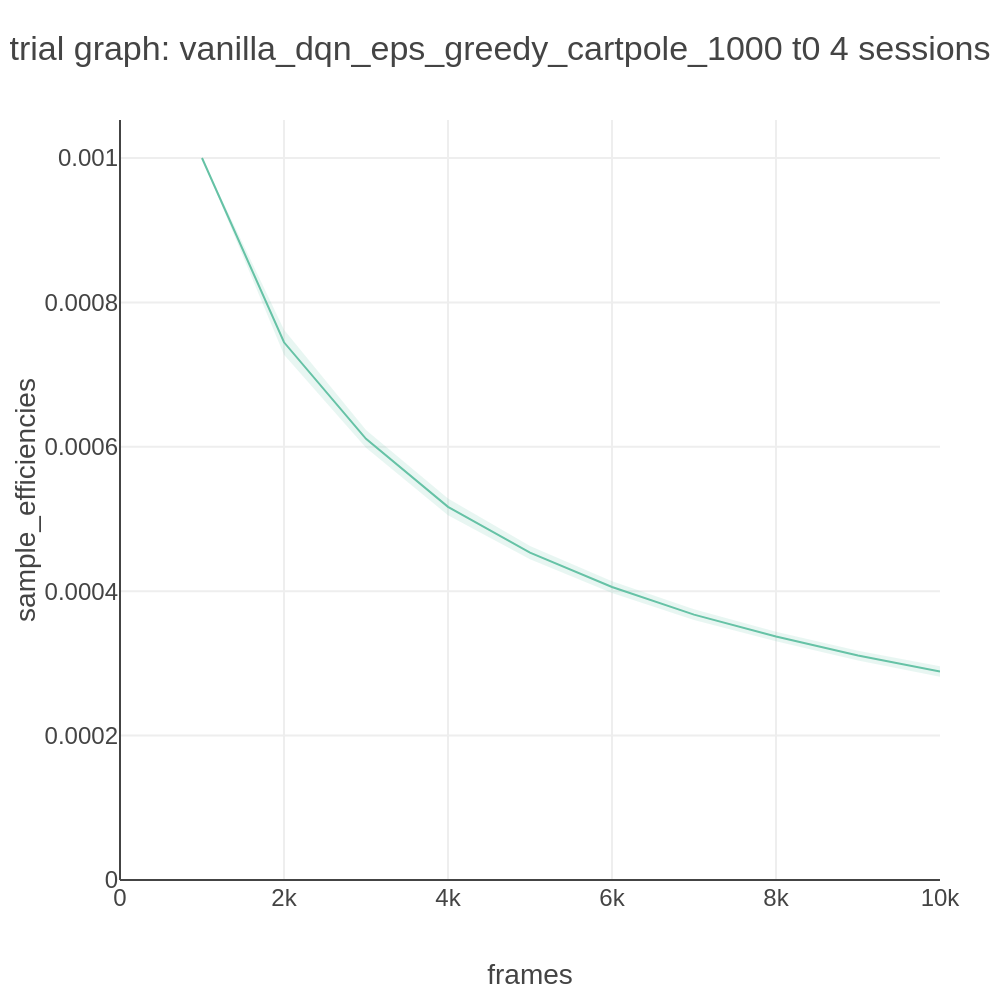 trial graph: vanilla_dqn_eps_greedy_cartpole_1000 t0 4 sessions
sample_efficiencies
0.001
0.0008
0.0006
0.0004
0.0002
0
0 2k 4k 6k 8k 10k
frames